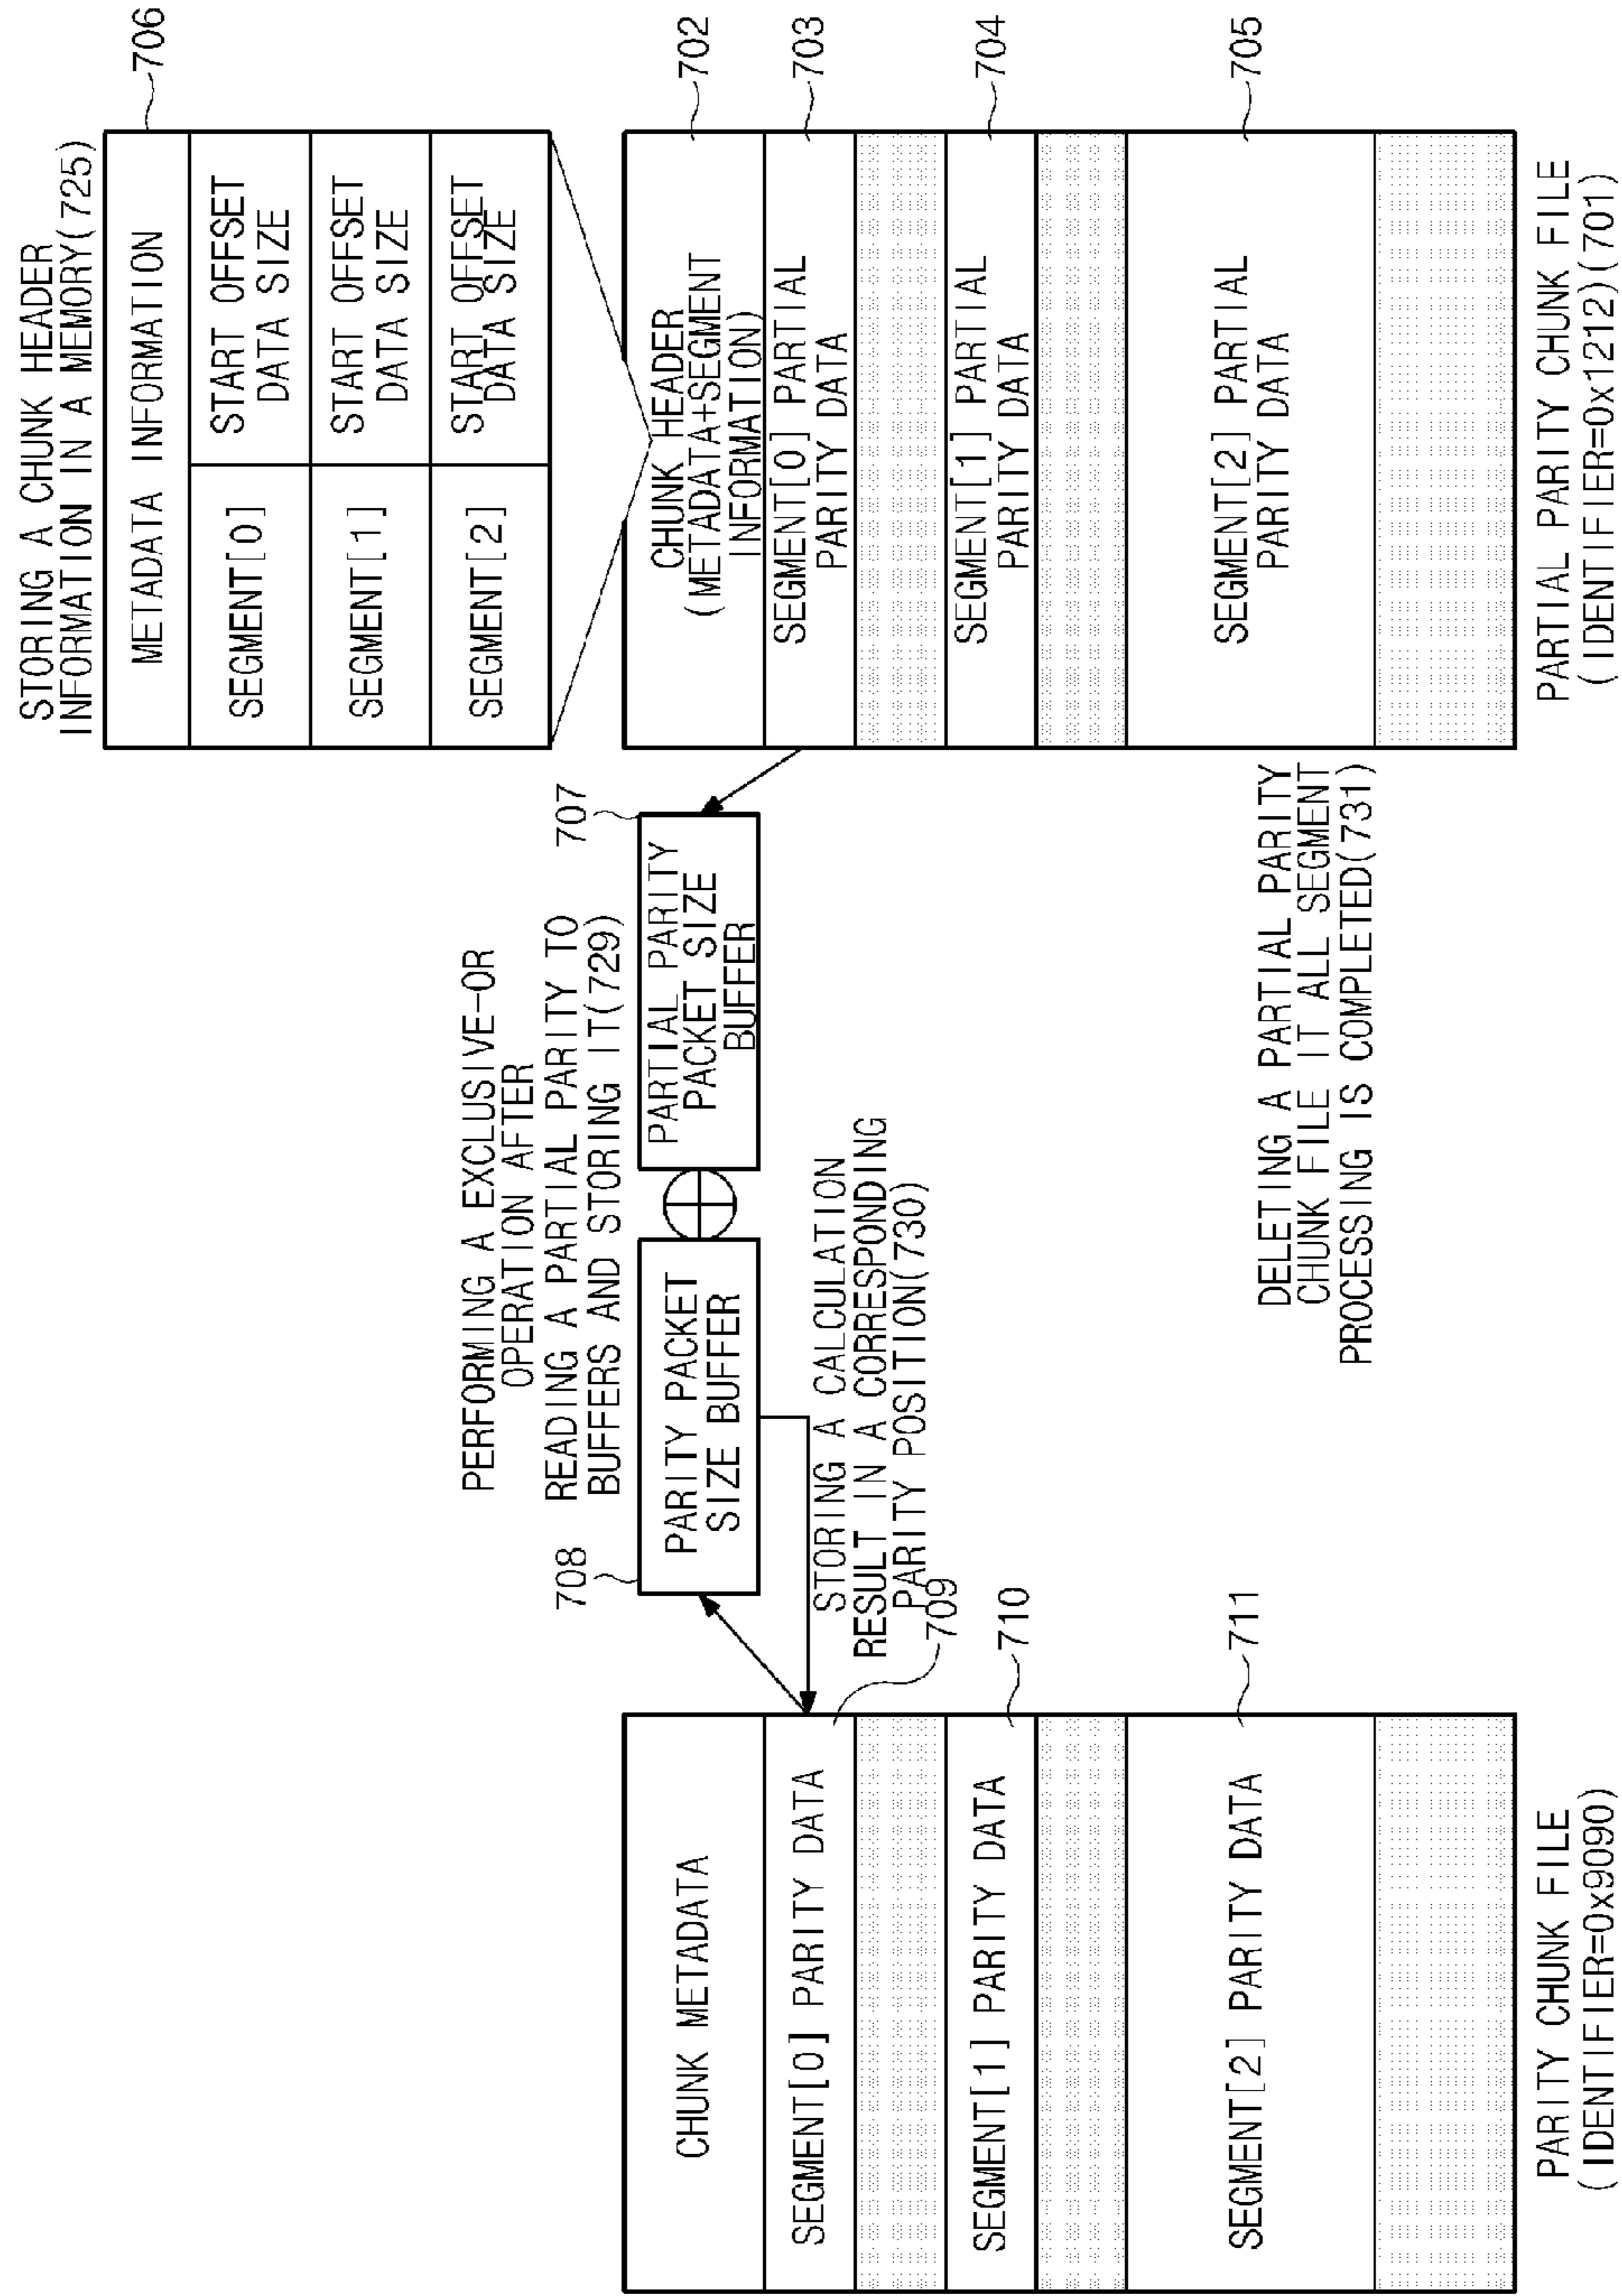 STORING A CHUNK HEADER
INFORMATION IN A MEMORY(725)
706
METADATA INFORMATION
SEGMENT[0]
START OFFSET
DATA SIZE
SEGMENT[1]
START OFFSET
DATA SIZE
SEGMENT[2]
START OFFSET
DATA SIZE
PERFORMING A EXCLUSIVE-OR
OPERATION AFTER
READING A PARTIAL PARITY TO
BUFFERS AND STORING IT(729)
708
PARITY PACKET
SIZE BUFFER
707
PARTIAL PARITY
PACKET SIZE
BUFFER
STORING A CALCULATION
RESULT IN A CORRESPONDING
PARITY POSITION(730)
CHUNK METADATA
SEGMENT[0] PARITY DATA
709
SEGMENT[1] PARITY DATA
710
SEGMENT[2] PARITY DATA
711
PARITY CHUNK FILE
(IDENTIFIER=0x9090)
CHUNK HEADER
(METADATA+SEGMENT
INFORMATION)
702
SEGMENT[0] PARTIAL
PARITY DATA
703
SEGMENT[1] PARTIAL
PARITY DATA
704
SEGMENT[2] PARTIAL
PARITY DATA
705
DELETING A PARTIAL PARITY
CHUNK FILE IT ALL SEGMENT
PROCESSING IS COMPLETED(731)
PARTIAL PARITY CHUNK FILE
(IDENTIFIER=0x1212)(701)